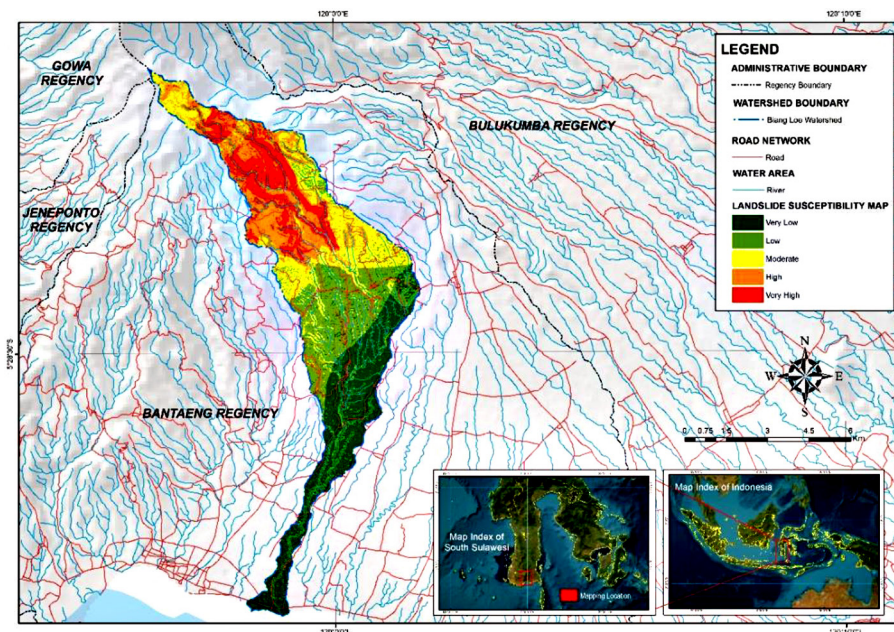 120°3'0"E
120°10'0"E
GOWA
REGENCY
BULUKUMBA REGENCY
JENEPONTO
REGENCY
BANTAENG REGENCY
5°28'30"S
LEGEND
ADMINISTRATIVE BOUNDARY
Regency Boundary
WATERSHED BOUNDARY
Biang Loe Watershed
ROAD NETWORK
Road
WATER AREA
River
LANDSLIDE SUSCEPTIBILITY MAP
Very Low
Low
Moderate
High
Very High
N
W E
S
0 0.75 1.5 3 4.5 6
Km
Map Index of
South Sulawesi
Mapping Location
Map Index of Indonesia